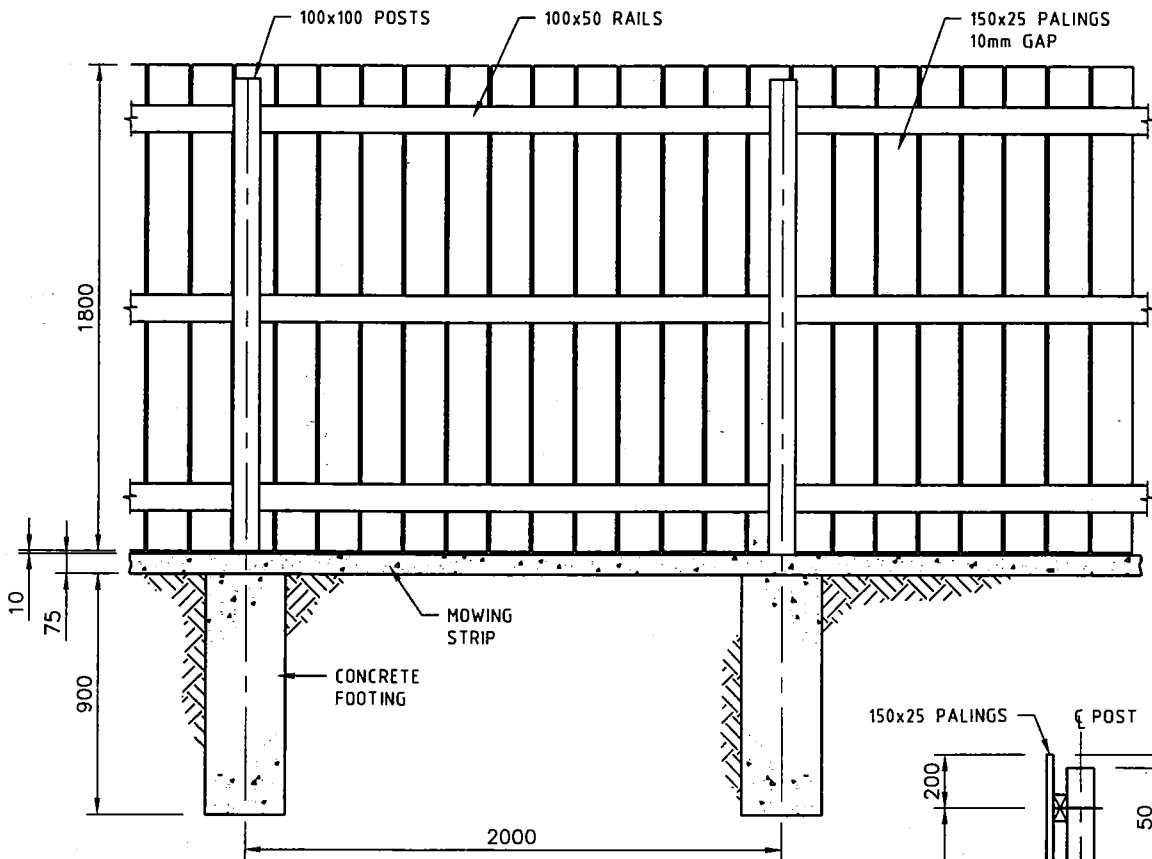 100x100 POSTS
100x50 RAILS
150x25 PALINGS
10mm GAP
1800
10
75
MOWING
STRIP
900
CONCRETE
FOOTING
2000
150x25 PALINGS
℄ POST
200
50